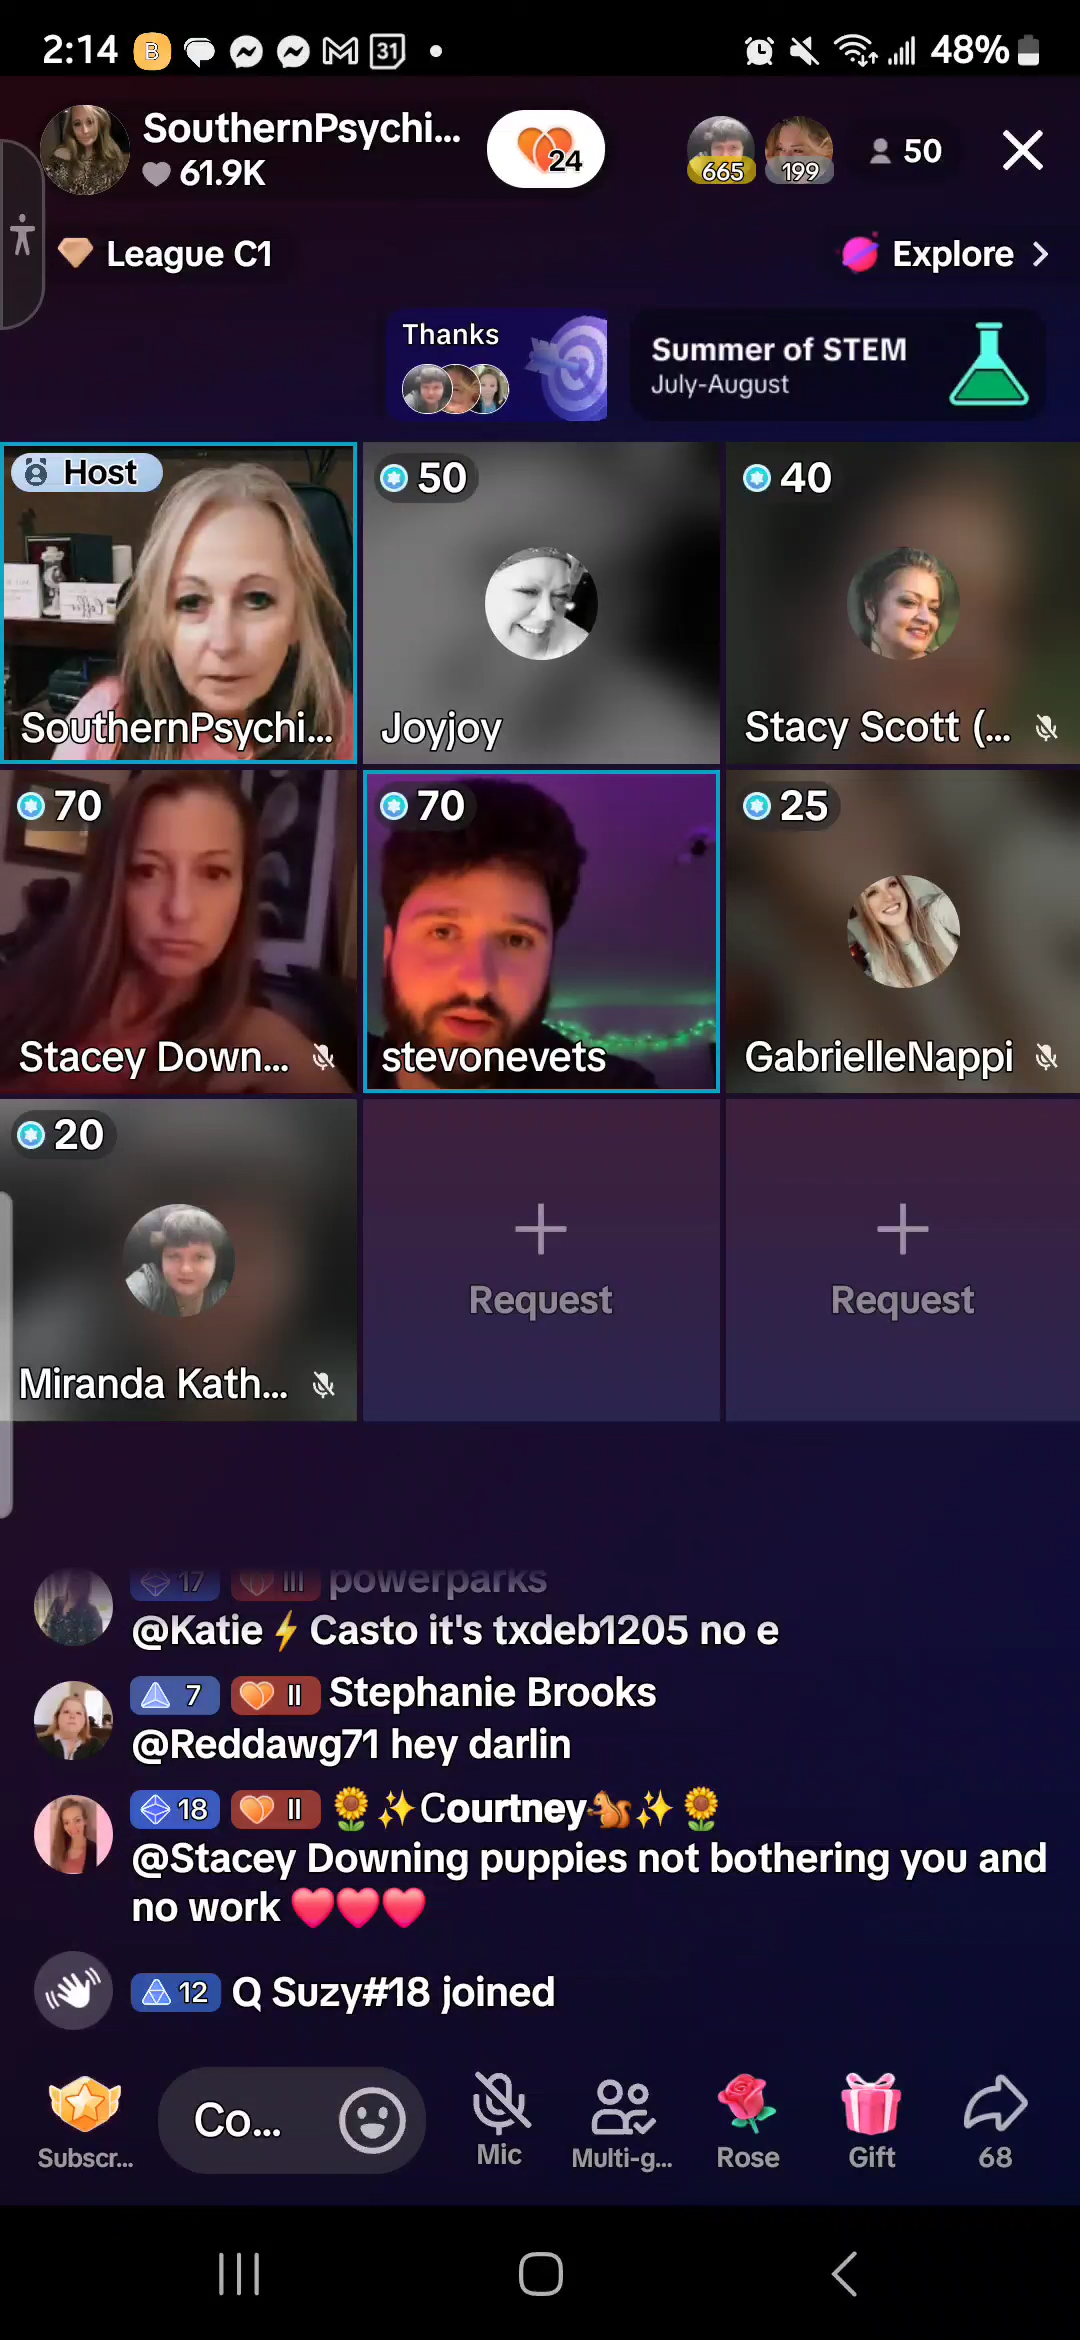 2:14
B
31
48%
SouthernPsychi...
61.9K
24
665
199
50
League C1
Explore
Thanks
Summer of STEM
July-August
Host
SouthernPsychi...
50
Joyjoy
40
Stacy Scott (...
70
Stacey Down...
70
stevonevets
25
GabrielleNappi
20
Miranda Kath...
Request
Request
17 III powerparks
@Katie⚡Casto it's txdeb1205 no e
7 II Stephanie Brooks
@Reddawg71 hey darlin
18 II 🌻✨Courtney🐿️✨🌻
@Stacey Downing puppies not bothering you and
no work ❤️❤️❤️
12 Q Suzy#18 joined
Co...
Subscr...
Mic
Multi-g...
Rose
Gift
68